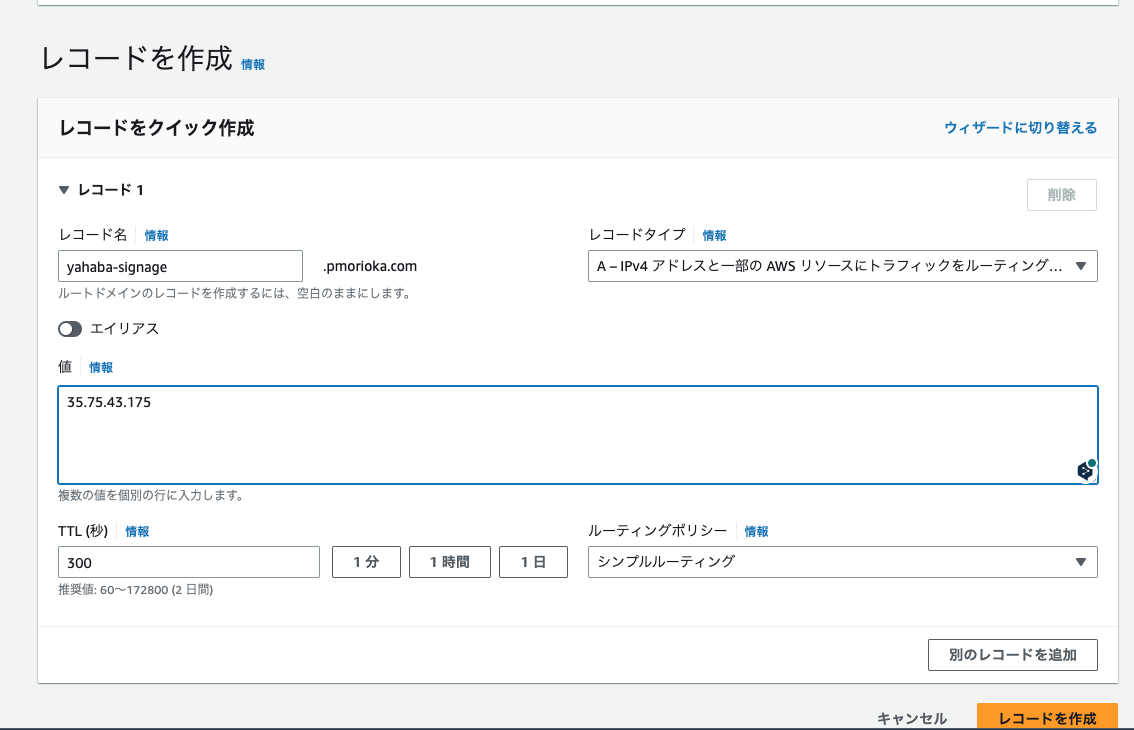 レコードを作成 情報
レコードをクイック作成 ウィザードに切り替える
レコード 1 削除
レコード名 情報 レコードタイプ 情報
yahaba-signage .pmorioka.com A – IPv4 アドレスと一部の AWS リソースにトラフィックをルーティング...
ルートドメインのレコードを作成するには、空白のままにします。
エイリアス
値 情報
35.75.43.175
複数の値を個別の行に入力します。
TTL (秒) 情報 ルーティングポリシー 情報
300 1 分 1 時間 1 日 シンプルルーティング
推奨値: 60～172800 (2 日間)
別のレコードを追加
キャンセル レコードを作成